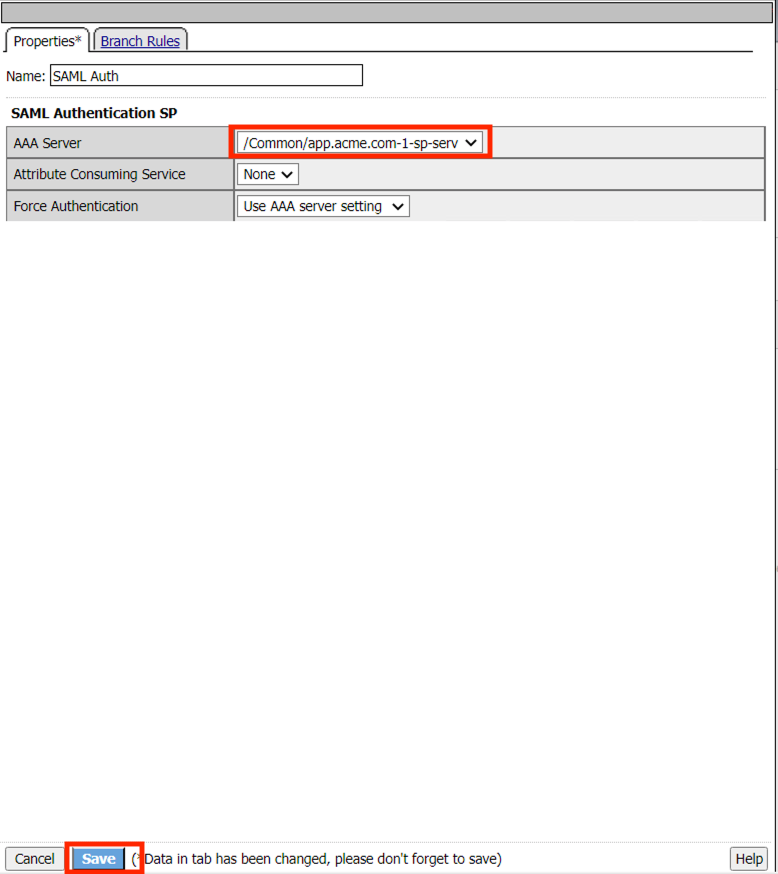 Properties* Branch Rules
Name: SAML Auth
SAML Authentication SP
AAA Server /Common/app.acme.com-1-sp-serv
Attribute Consuming Service None
Force Authentication Use AAA server setting
Cancel Save (*Data in tab has been changed, please don't forget to save) Help